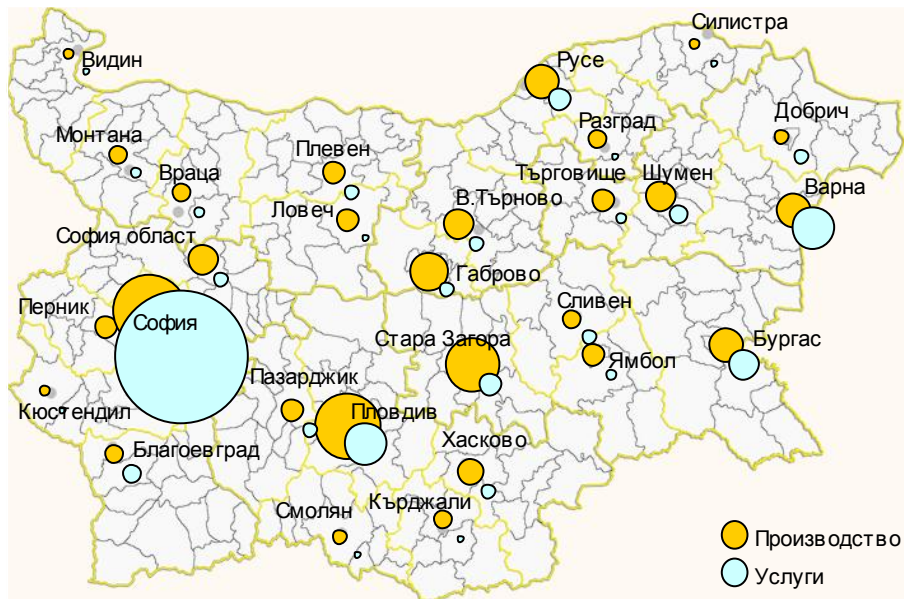 Силистра
Видин
Русе
Разград
Добрич
Монтана
Плевен
Враца
Търговище
Шумен
Варна
Ловеч
В.Търново
София област
Габрово
Перник
София
Сливен
Стара Загора
Бургас
Ямбол
Пазарджик
Кюстендил
Пловдив
Хасково
Благоевград
Смолян
Кърджали
Производство
Услуги